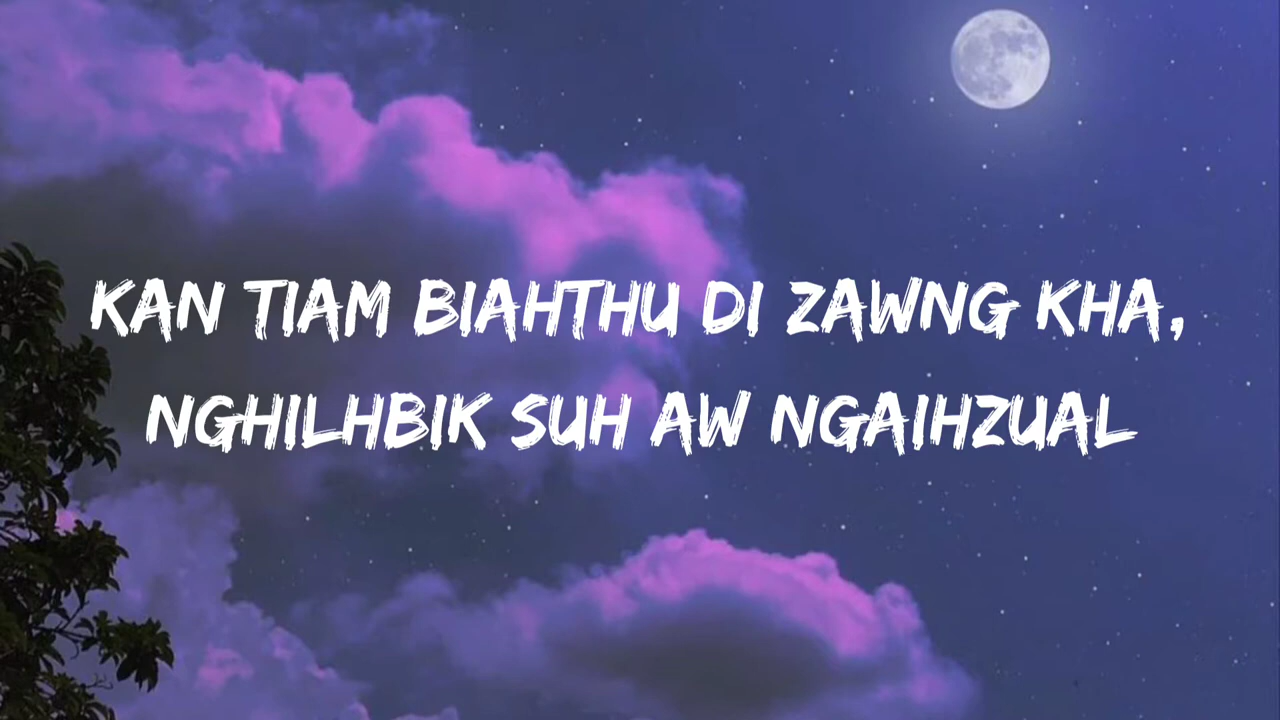 KAN TIAM BIAHTHU DI ZAWNG KHA,
NGHILHBIK SUH AW NGAIHZUAL